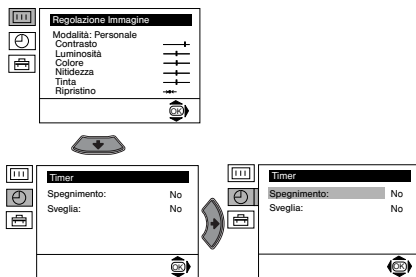 Regolazione Immagine
Modalità: Personale
Contrasto
Luminosità
Colore
Nitidezza
Tinta
Ripristino
OK
Timer
Spegnimento: No
Sveglia: No
OK
Timer
Spegnimento: No
Sveglia: No
OK